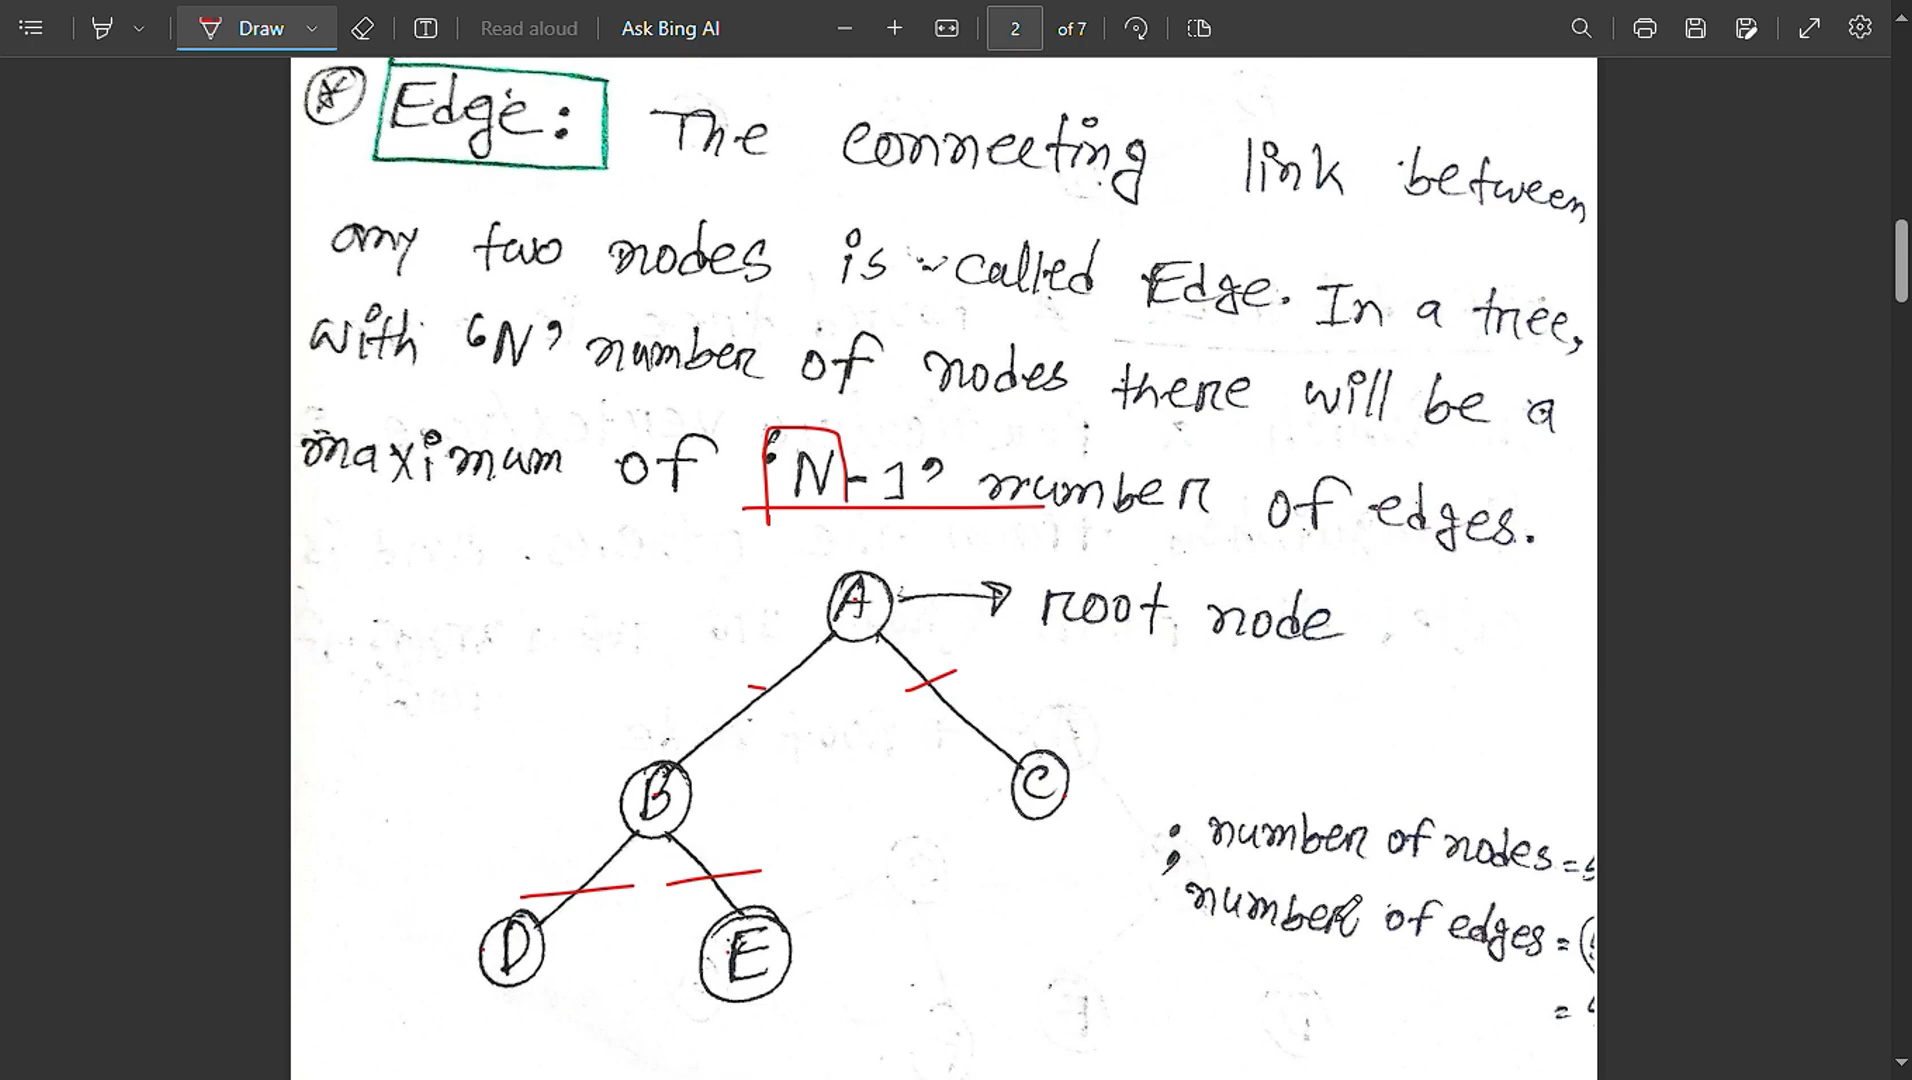 Draw
Read aloud
Ask Bing AI
2
of 7
Edge: The connecting link between
any two nodes is called Edge. In a tree,
with 'N' number of nodes there will be a
maximum of 'N-1' number of edges.
A
root node
B
C
; number of nodes =
number of edges = (
=
D
E